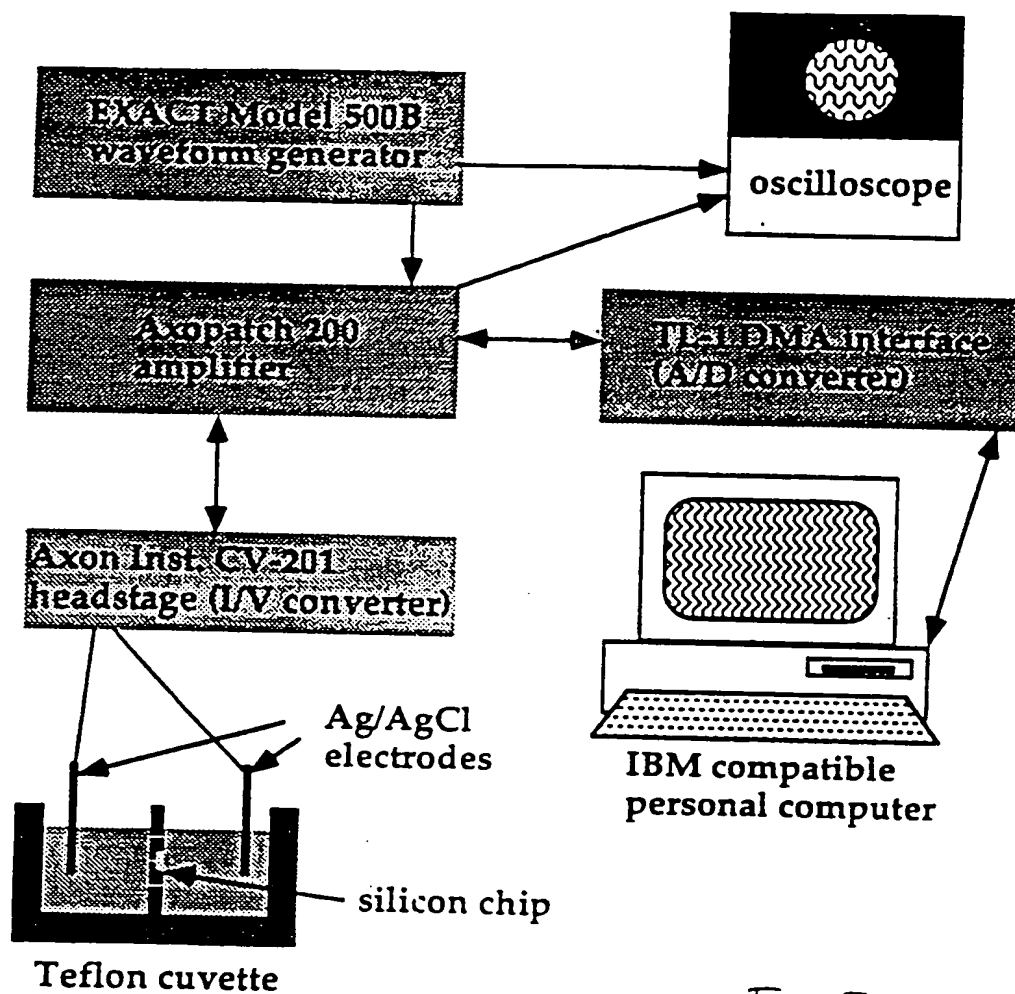 EXACT Model 500B
waveform generator
oscilloscope
Axopatch 200
amplifier
TL-1 DMA interface
(A/D converter)
Axon Inst. CV-201
headstage (I/V converter)
Ag/AgCl
electrodes
IBM compatible
personal computer
silicon chip
Teflon cuvette